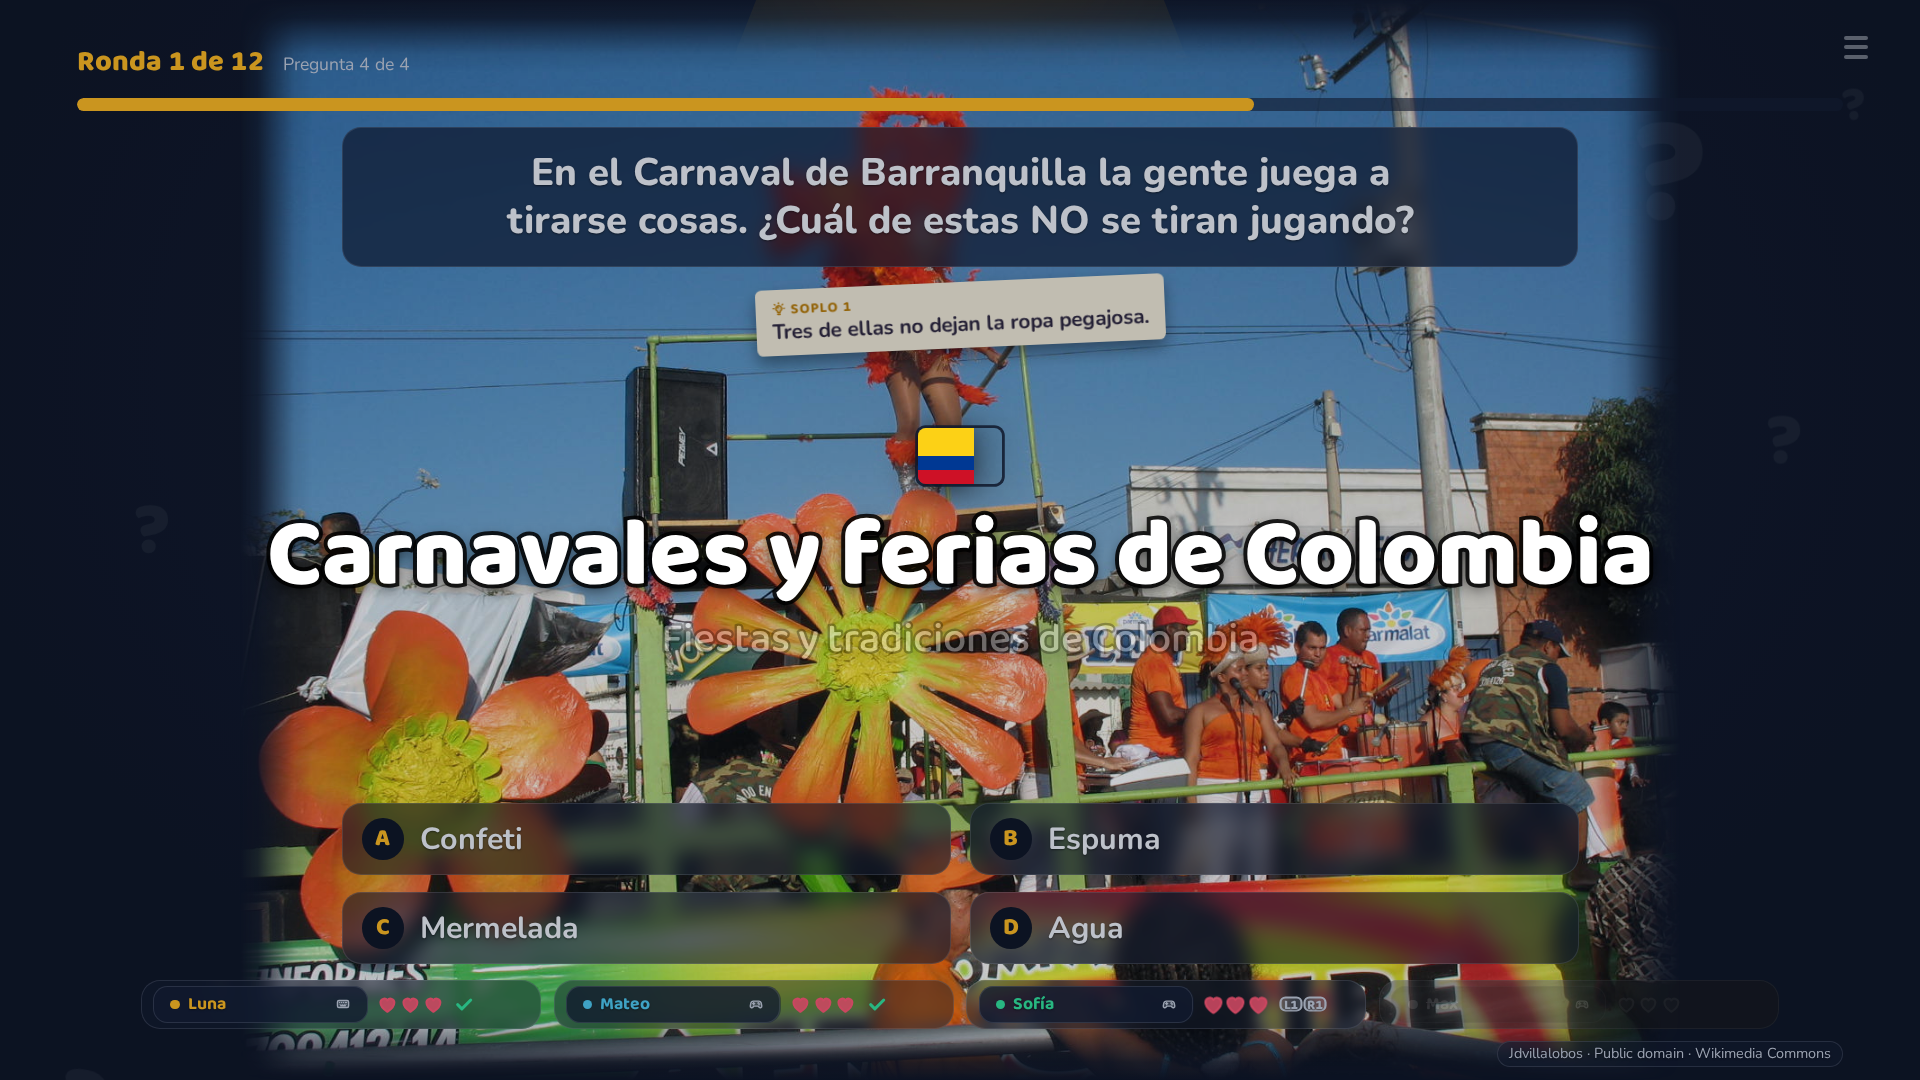 Ronda 1 de 12 Pregunta 4 de 4
En el Carnaval de Barranquilla la gente juega a
tirarse cosas. ¿Cuál de estas NO se tiran jugando?
SOPLO 1
Tres de ellas no dejan la ropa pegajosa.
PEAVEY
Carnavales y ferias de Colombia
Fiestas y tradiciones de Colombia
A Confeti
B Espuma
C Mermelada
D Agua
INFORMES
Luna
Mateo
Sofía L1 R1
Max
Jdvillalobos · Public domain · Wikimedia Commons